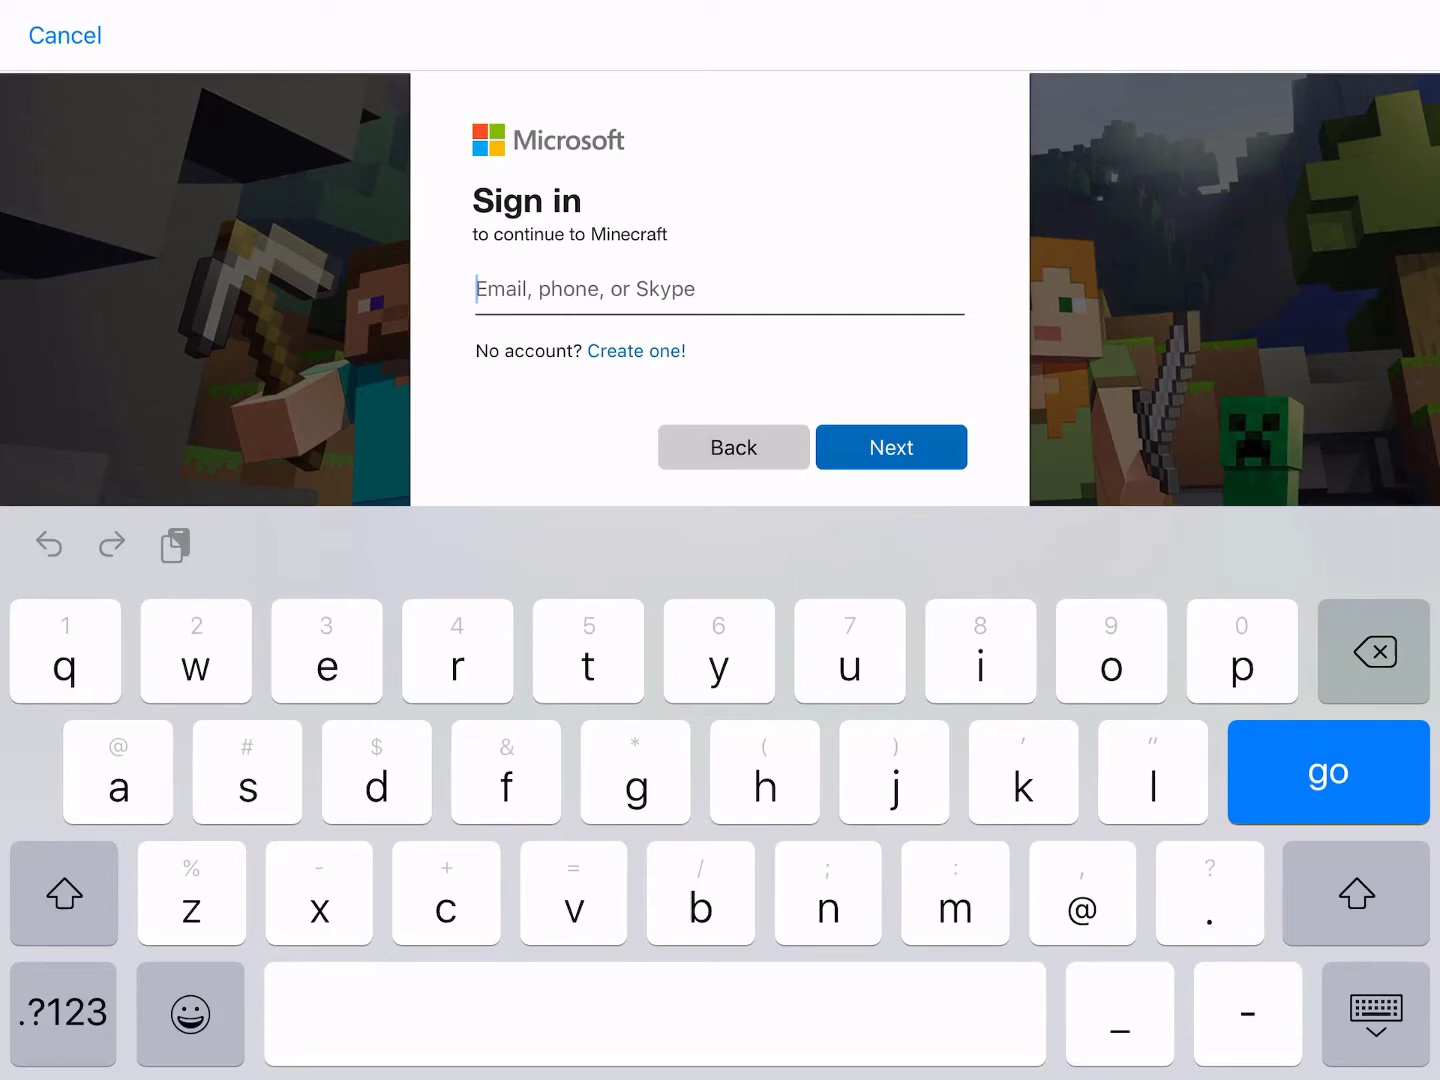 Cancel
Microsoft
Sign in
to continue to Minecraft
Email, phone, or Skype
No account? Create one!
Back Next
1 2 3 4 5 6 7 8 9 0
q w e r t y u i o p
@ # $ & * ( ) ' "
a s d f g h j k l go
% - + = / ; : , ?
z x c v b n m @ .
.?123 _ -